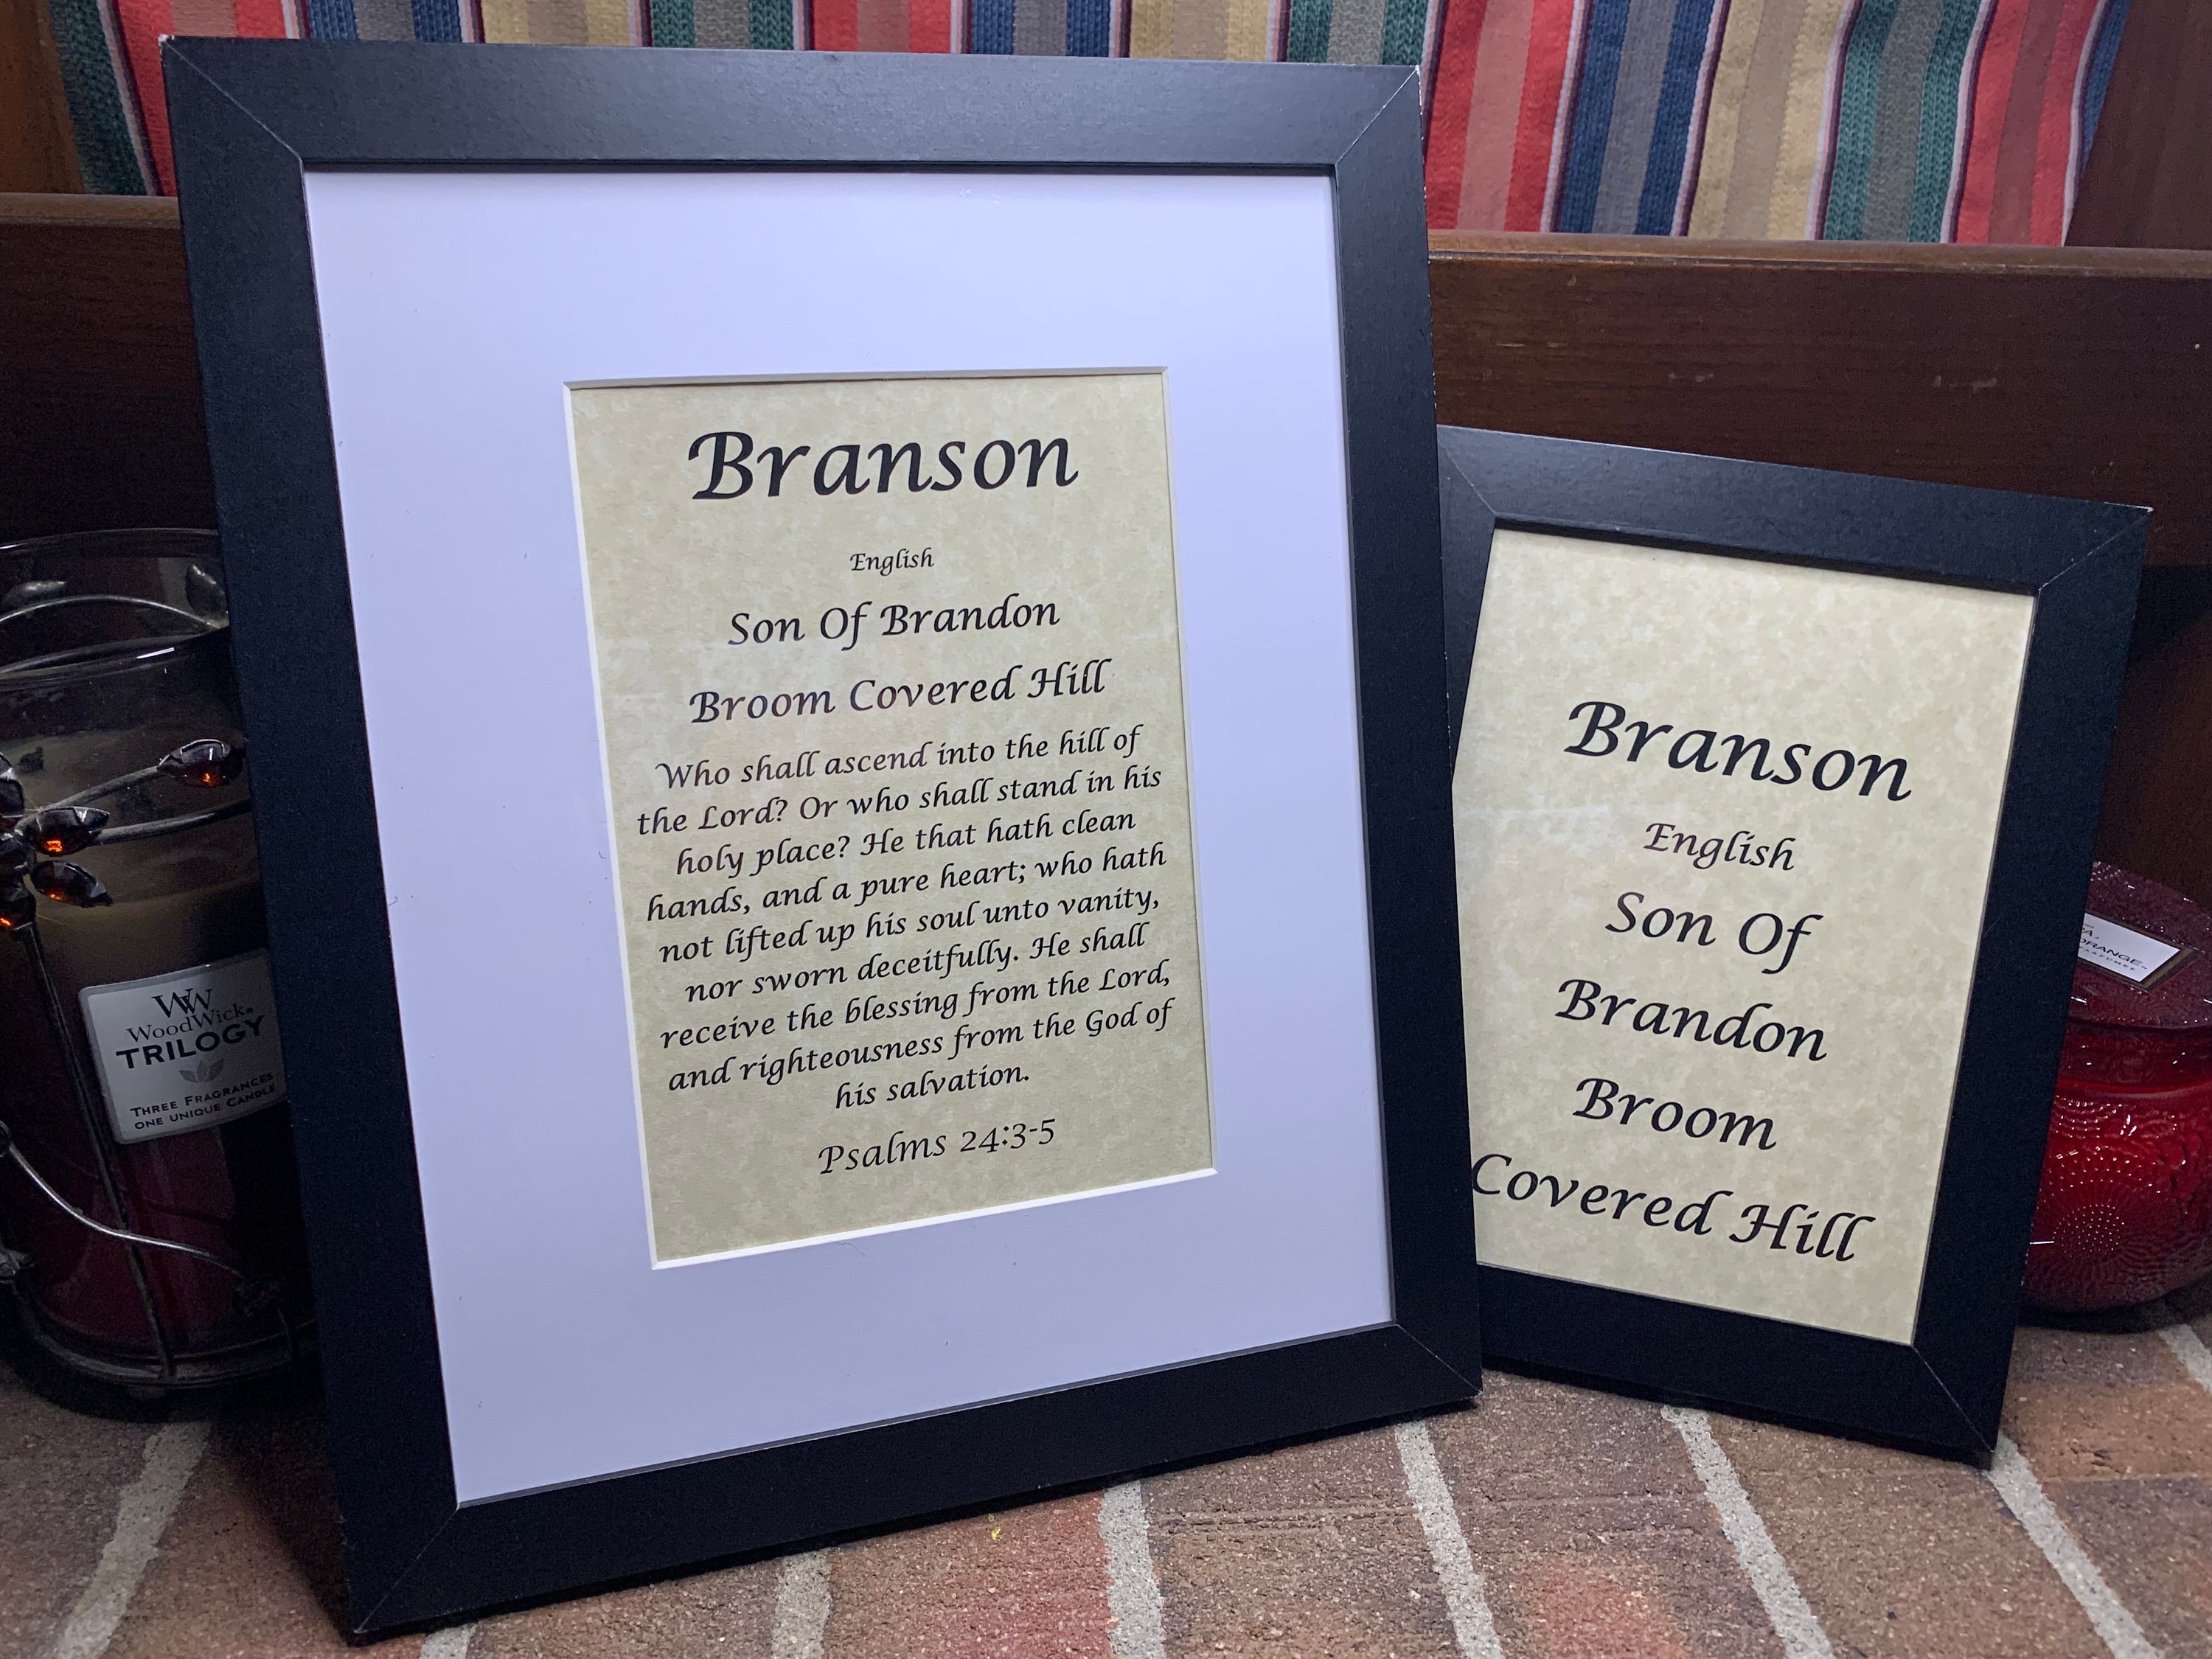 Branson
English
Son Of Brandon
Broom Covered Hill
Who shall ascend into the hill of
the Lord? Or who shall stand in his
holy place? He that hath clean
hands, and a pure heart; who hath
not lifted up his soul unto vanity,
nor sworn deceitfully. He shall
receive the blessing from the Lord,
and righteousness from the God of
his salvation.
Psalms 24:3-5
Branson
English
Son Of
Brandon
Broom
Covered Hill
WW
WoodWick®
TRILOGY
THREE FRAGRANCES
ONE UNIQUE CANDLE
ORANGE-